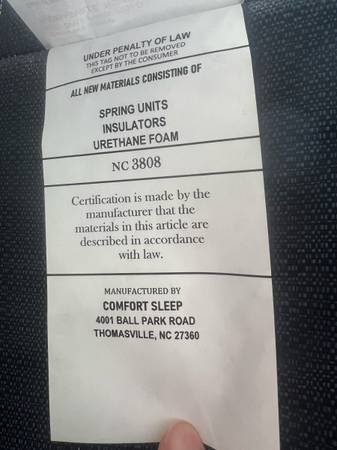 UNDER PENALTY OF LAW
THIS TAG NOT TO BE REMOVED
EXCEPT BY THE CONSUMER
ALL NEW MATERIALS CONSISTING OF
SPRING UNITS
INSULATORS
URETHANE FOAM
NC 3808
Certification is made by the
manufacturer that the
materials in this article are
described in accordance
with law.
MANUFACTURED BY
COMFORT SLEEP
4001 BALL PARK ROAD
THOMASVILLE, NC 27360